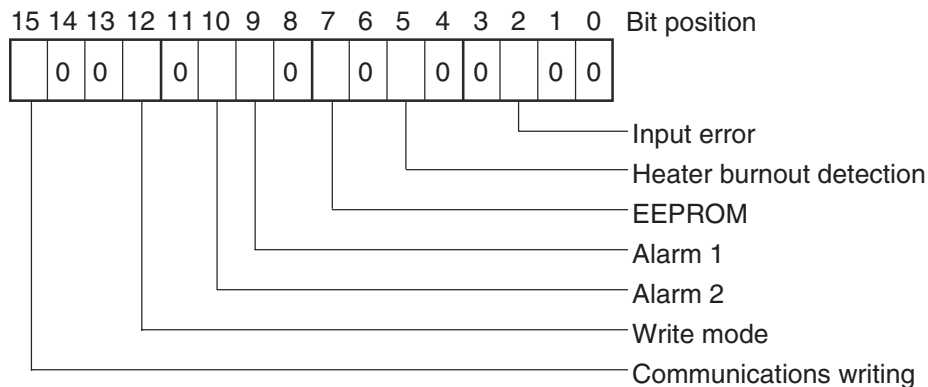 15 14 13 12 11 10 9 8 7 6 5 4 3 2 1 0 Bit position
0 0 0 0 0 0 0 0 0
Input error
Heater burnout detection
EEPROM
Alarm 1
Alarm 2
Write mode
Communications writing